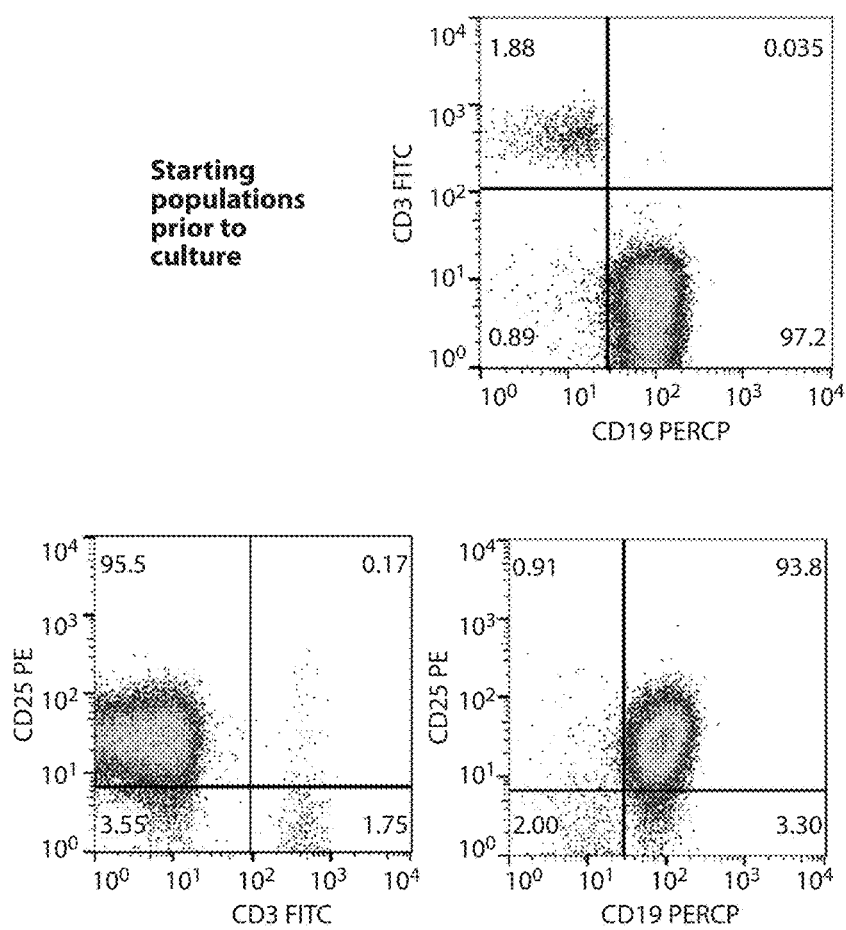 Starting
populations
prior to
culture
10⁴
10³
10²
10¹
10⁰
CD3 FITC
1.88
0.035
0.89
97.2
10⁰ 10¹ 10² 10³ 10⁴
CD19 PERCP
10⁴
10³
10²
10¹
10⁰
CD25 PE
95.5
0.17
3.55
1.75
10⁰ 10¹ 10² 10³ 10⁴
CD3 FITC
10⁴
10³
10²
10¹
10⁰
CD25 PE
0.91
93.8
2.00
3.30
10⁰ 10¹ 10² 10³ 10⁴
CD19 PERCP